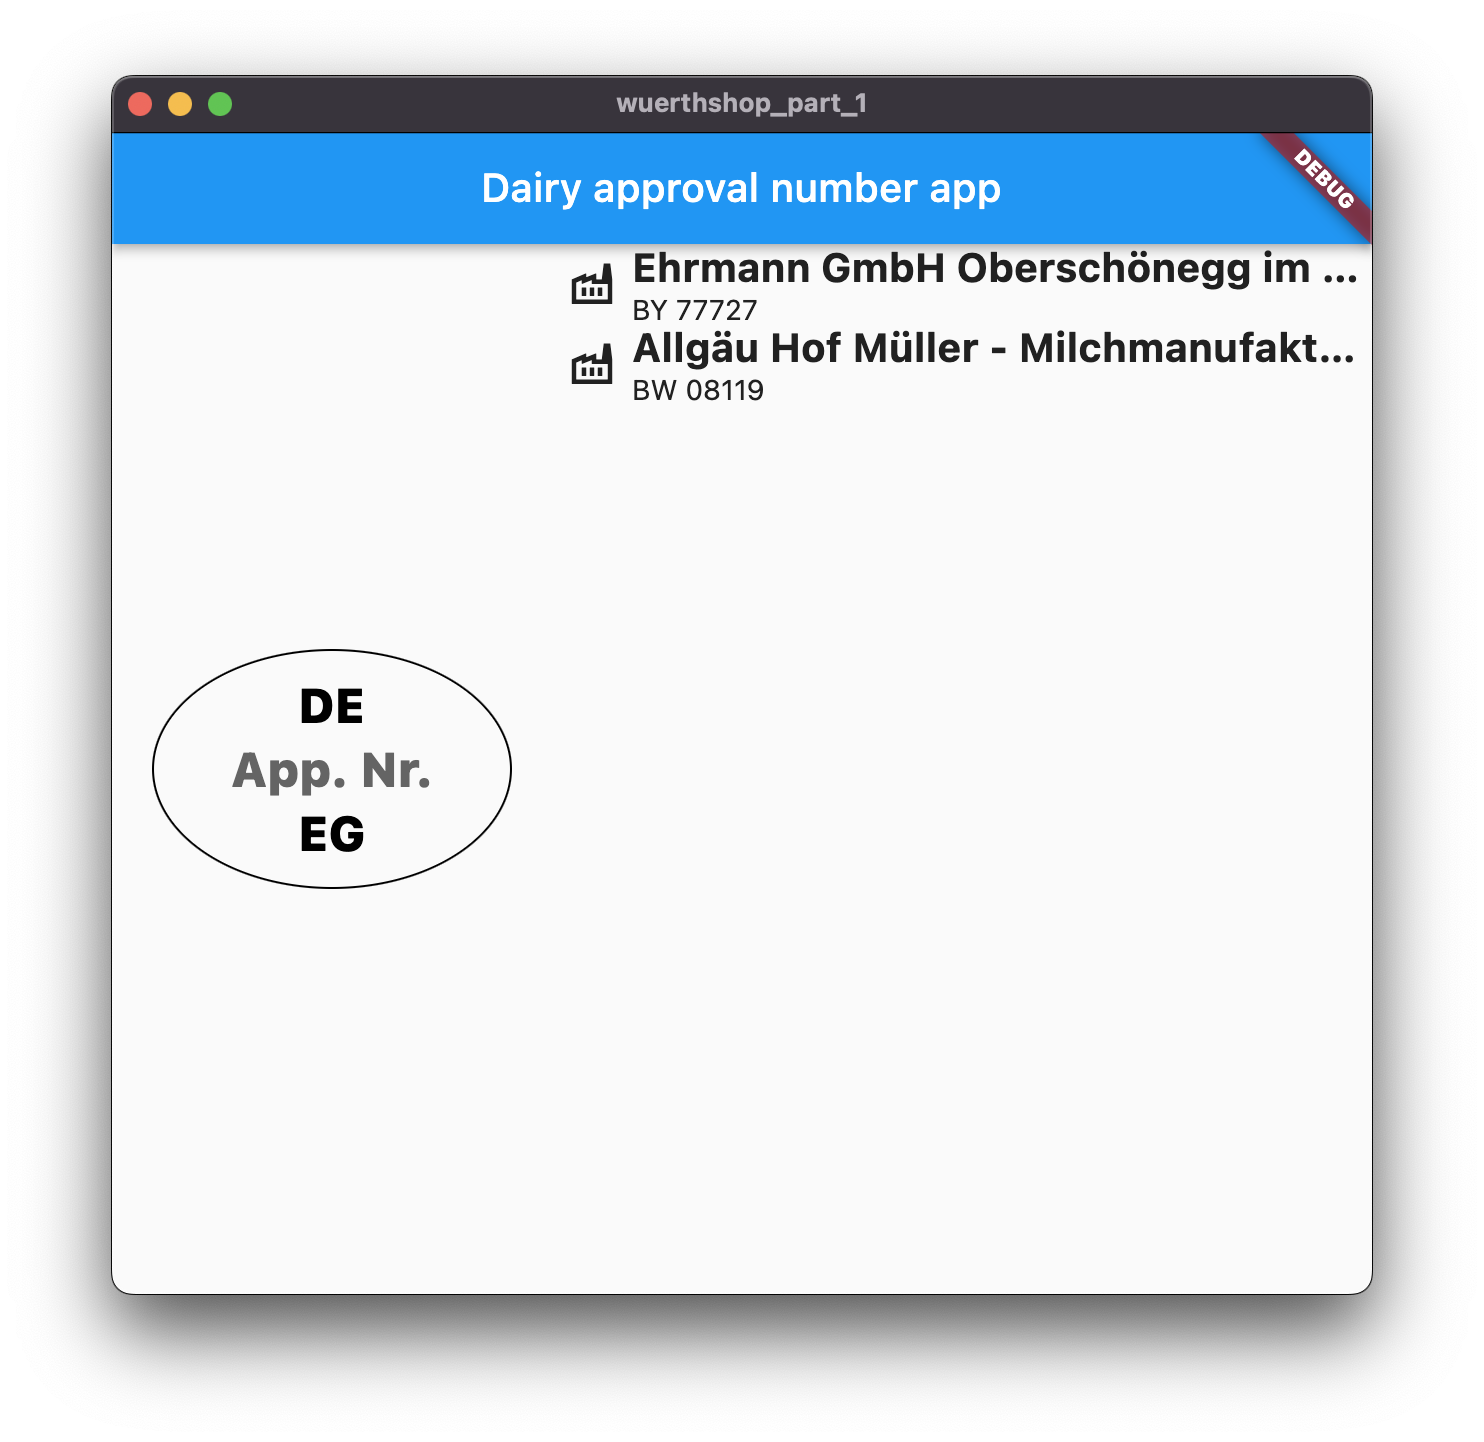 wuerthshop_part_1
Dairy approval number app
DEBUG
Ehrmann GmbH Oberschönegg im ...
BY 77727
Allgäu Hof Müller - Milchmanufakt...
BW 08119
DE
App. Nr.
EG